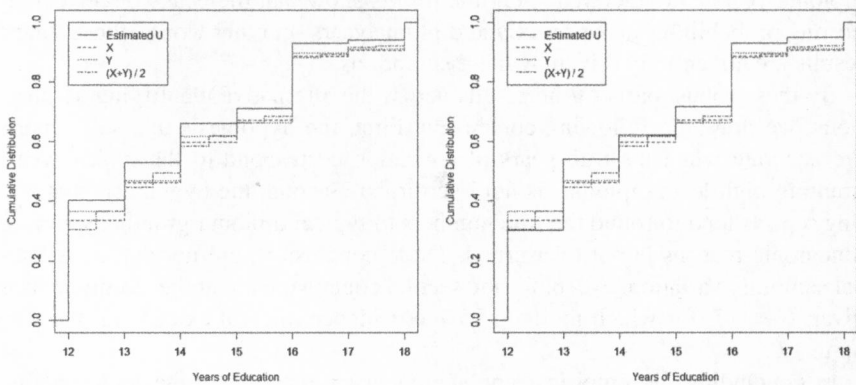 Cumulative Distribution
1.0
0.8
0.6
0.4
0.2
0.0
Estimated U
X
Y
(X+Y) / 2
12 13 14 15 16 17 18
Years of Education
Cumulative Distribution
1.0
0.8
0.6
0.4
0.2
0.0
Estimated U
X
Y
(X+Y) / 2
12 13 14 15 16 17 18
Years of Education